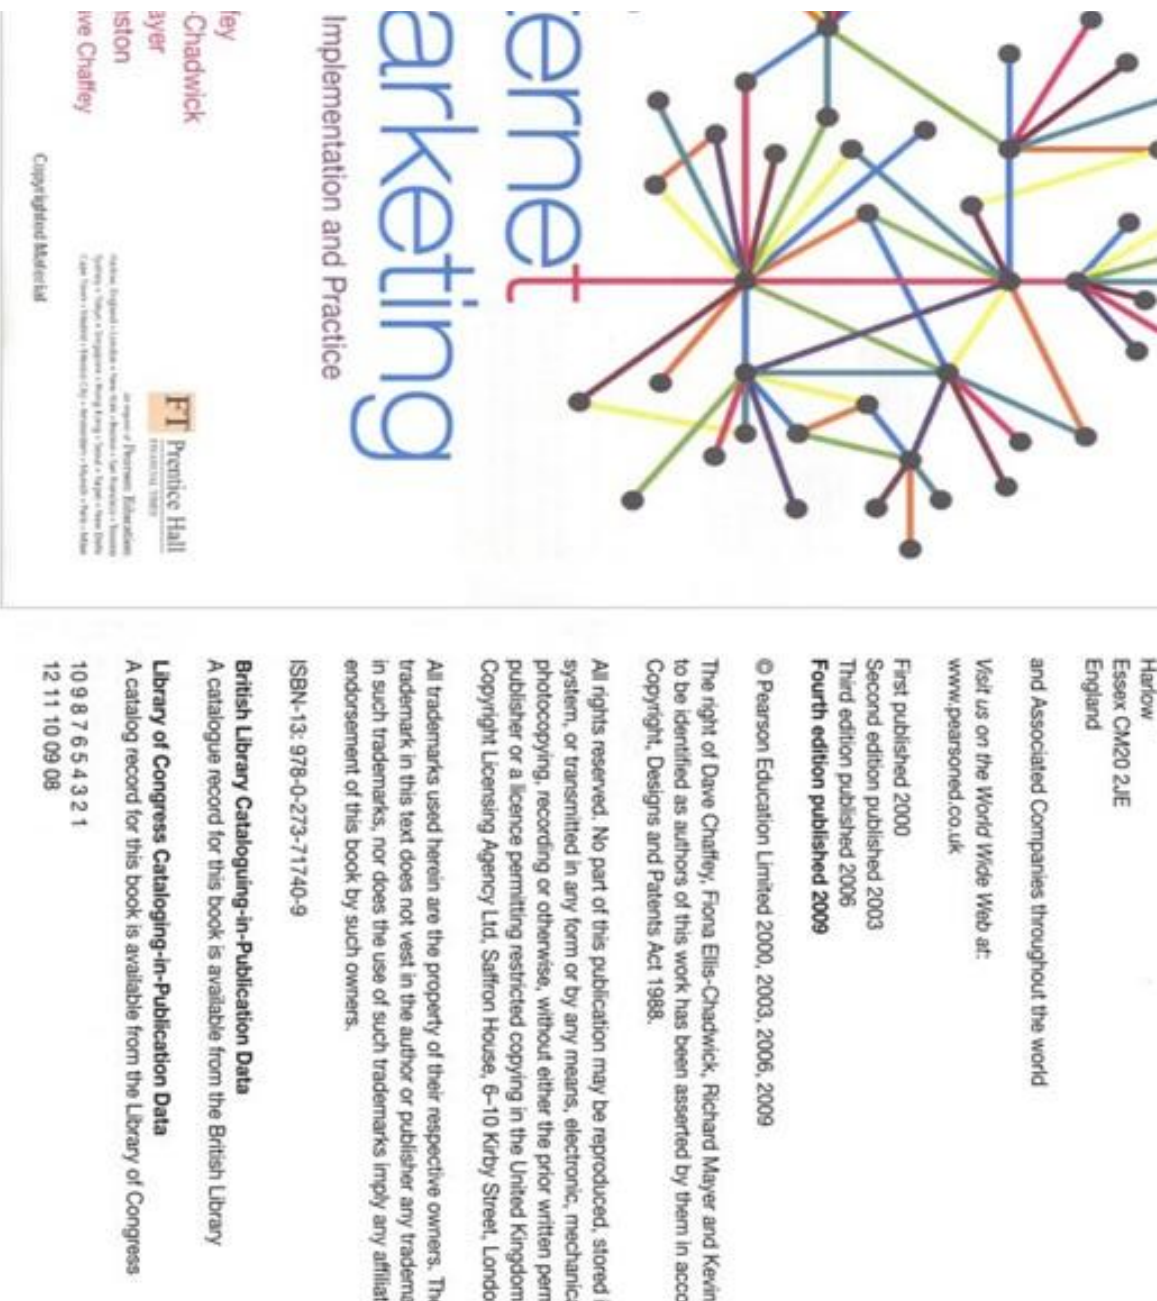 ernet
arketing
Implementation and Practice
fey
-Chadwick
ayer
nston
ve Chaffey
FT Prentice Hall
FINANCIAL TIMES
Pearson Education
Copyrighted Material
Harlow
Essex CM20 2JE
England
and Associated Companies throughout the world
Visit us on the World Wide Web at:
www.pearsoned.co.uk
First published 2000
Second edition published 2003
Third edition published 2006
Fourth edition published 2009
© Pearson Education Limited 2000, 2003, 2006, 2009
The right of Dave Chaffey, Fiona Ellis-Chadwick, Richard Mayer and Kevin
to be identified as authors of this work has been asserted by them in acco
Copyright, Designs and Patents Act 1988.
All rights reserved. No part of this publication may be reproduced, stored
system, or transmitted in any form or by any means, electronic, mechanica
photocopying, recording or otherwise, without either the prior written perm
publisher or a licence permitting restricted copying in the United Kingdom
Copyright Licensing Agency Ltd, Saffron House, 6–10 Kirby Street, Londo
All trademarks used herein are the property of their respective owners. The
trademark in this text does not vest in the author or publisher any tradema
in such trademarks, nor does the use of such trademarks imply any affiliat
endorsement of this book by such owners.
ISBN-13: 978-0-273-71740-9
British Library Cataloguing-in-Publication Data
A catalogue record for this book is available from the British Library
Library of Congress Cataloging-in-Publication Data
A catalog record for this book is available from the Library of Congress
10 9 8 7 6 5 4 3 2 1
12 11 10 09 08